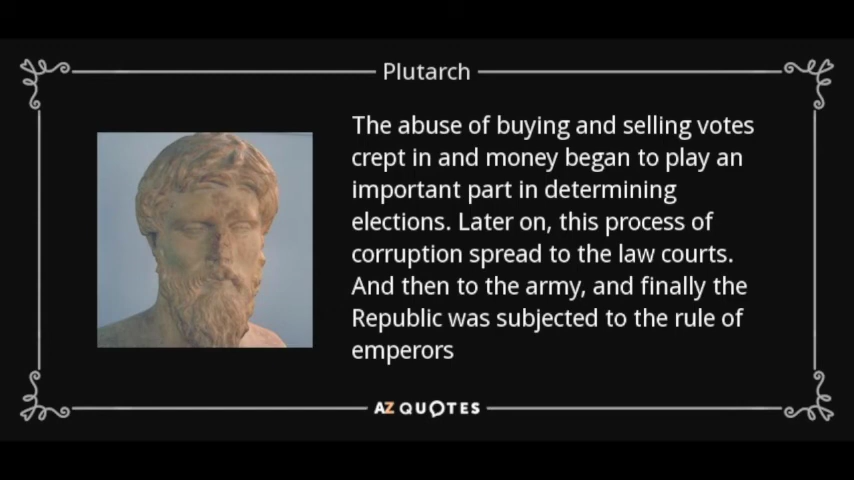 Plutarch
The abuse of buying and selling votes
crept in and money began to play an
important part in determining
elections. Later on, this process of
corruption spread to the law courts.
And then to the army, and finally the
Republic was subjected to the rule of
emperors
AZ QUOTES